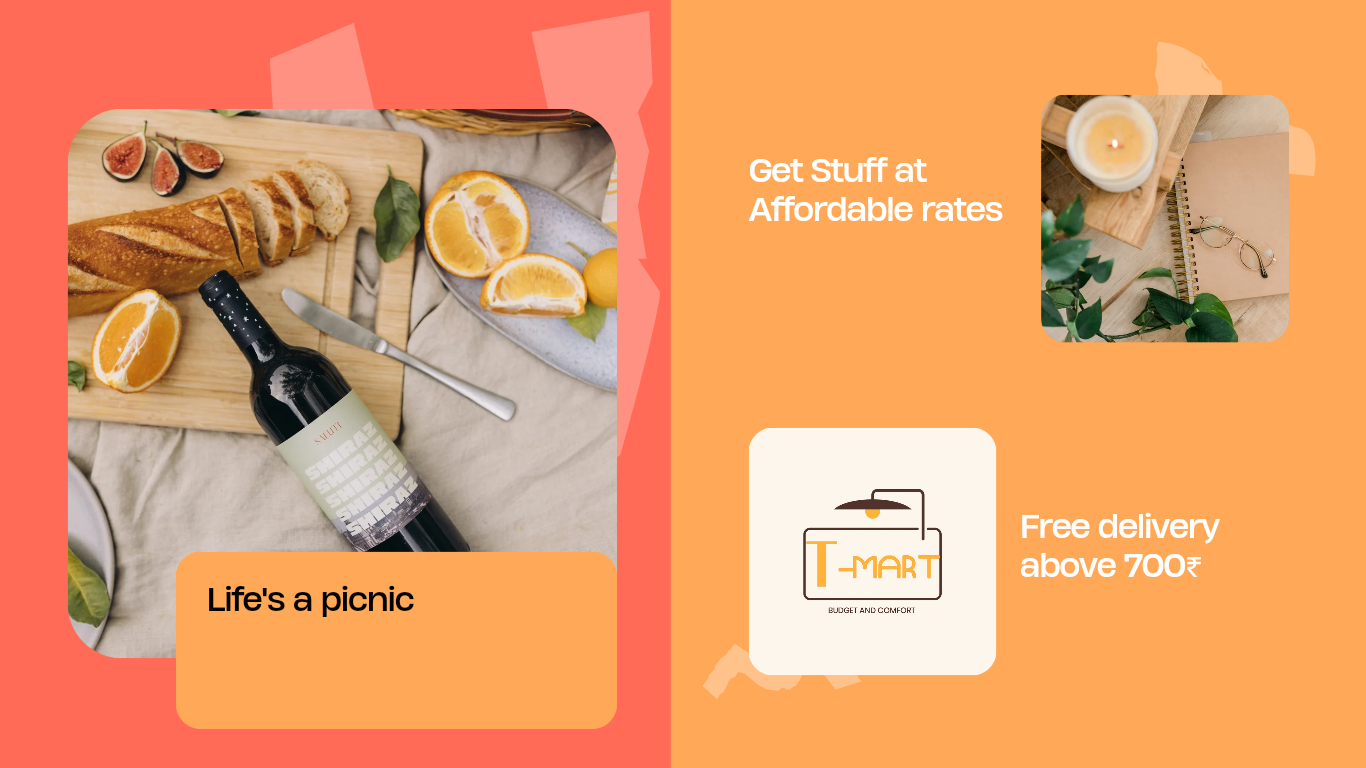 SHIRAZ
SHIRAZ
SHIRAZ
SHIRAZ
Life's a picnic
Get Stuff at
Affordable rates
T-MART
BUDGET AND COMFORT
Free delivery
above 700₹